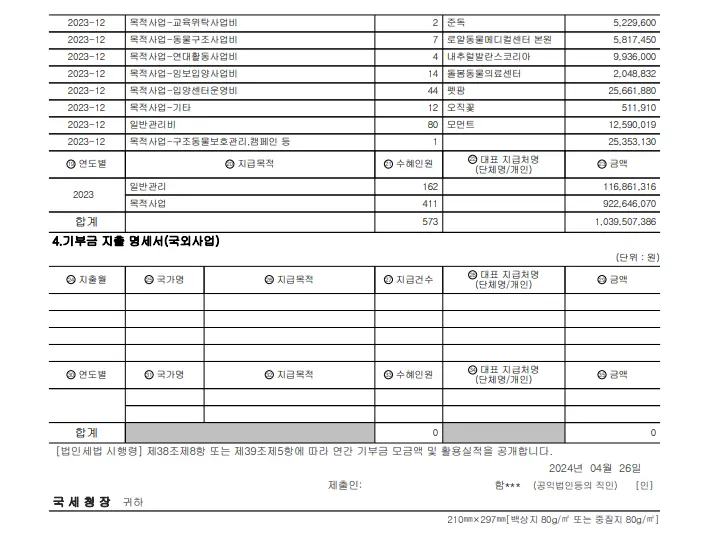 2023-12 목적사업-교육위탁사업비 2 준독 5,229,600
2023-12 목적사업-동물구조사업비 7 로얄동물메디컬센터 본원 5,817,450
2023-12 목적사업-연대활동사업비 4 내추럴발란스코리아 9,936,000
2023-12 목적사업-임보입양사업비 14 돌봄동물의료센터 2,048,832
2023-12 목적사업-입양센터운영비 44 펫팡 25,661,880
2023-12 목적사업-기타 12 오직꽃 511,910
2023-12 일반관리비 80 모먼트 12,590,019
2023-12 목적사업-구조동물보호관리,캠페인 등 1 25,353,130
⑲ 연도별 ⑳ 지급목적 ㉑ 수혜인원 ㉒ 대표 지급처명 (단체명/개인) ㉓ 금액
2023 일반관리 162 116,861,316
목적사업 411 922,646,070
합계 573 1,039,507,386
4.기부금 지출 명세서(국외사업)
(단위 : 원)
㉔ 지출월 ㉕ 국가명 ㉖ 지급목적 ㉗ 지급건수 ㉘ 대표 지급처명 (단체명/개인) ㉙ 금액
㉚ 연도별 ㉛ 국가명 ㉜ 지급목적 ㉝ 수혜인원 ㉞ 대표 지급처명 (단체명/개인) ㉟ 금액
합계 0 0
[법인세법 시행령] 제38조제8항 또는 제39조제5항에 따라 연간 기부금 모금액 및 활용실적을 공개합니다.
2024년 04월 26일
제출인: 함*** (공익법인등의 직인) [인]
국세청장 귀하
210㎜×297㎜[백상지 80g/㎡ 또는 중질지 80g/㎡]